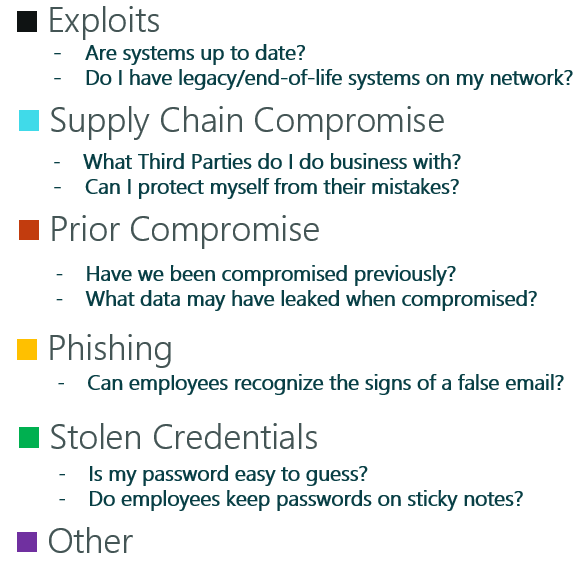 Exploits
- Are systems up to date?
- Do I have legacy/end-of-life systems on my network?
Supply Chain Compromise
- What Third Parties do I do business with?
- Can I protect myself from their mistakes?
Prior Compromise
- Have we been compromised previously?
- What data may have leaked when compromised?
Phishing
- Can employees recognize the signs of a false email?
Stolen Credentials
- Is my password easy to guess?
- Do employees keep passwords on sticky notes?
Other